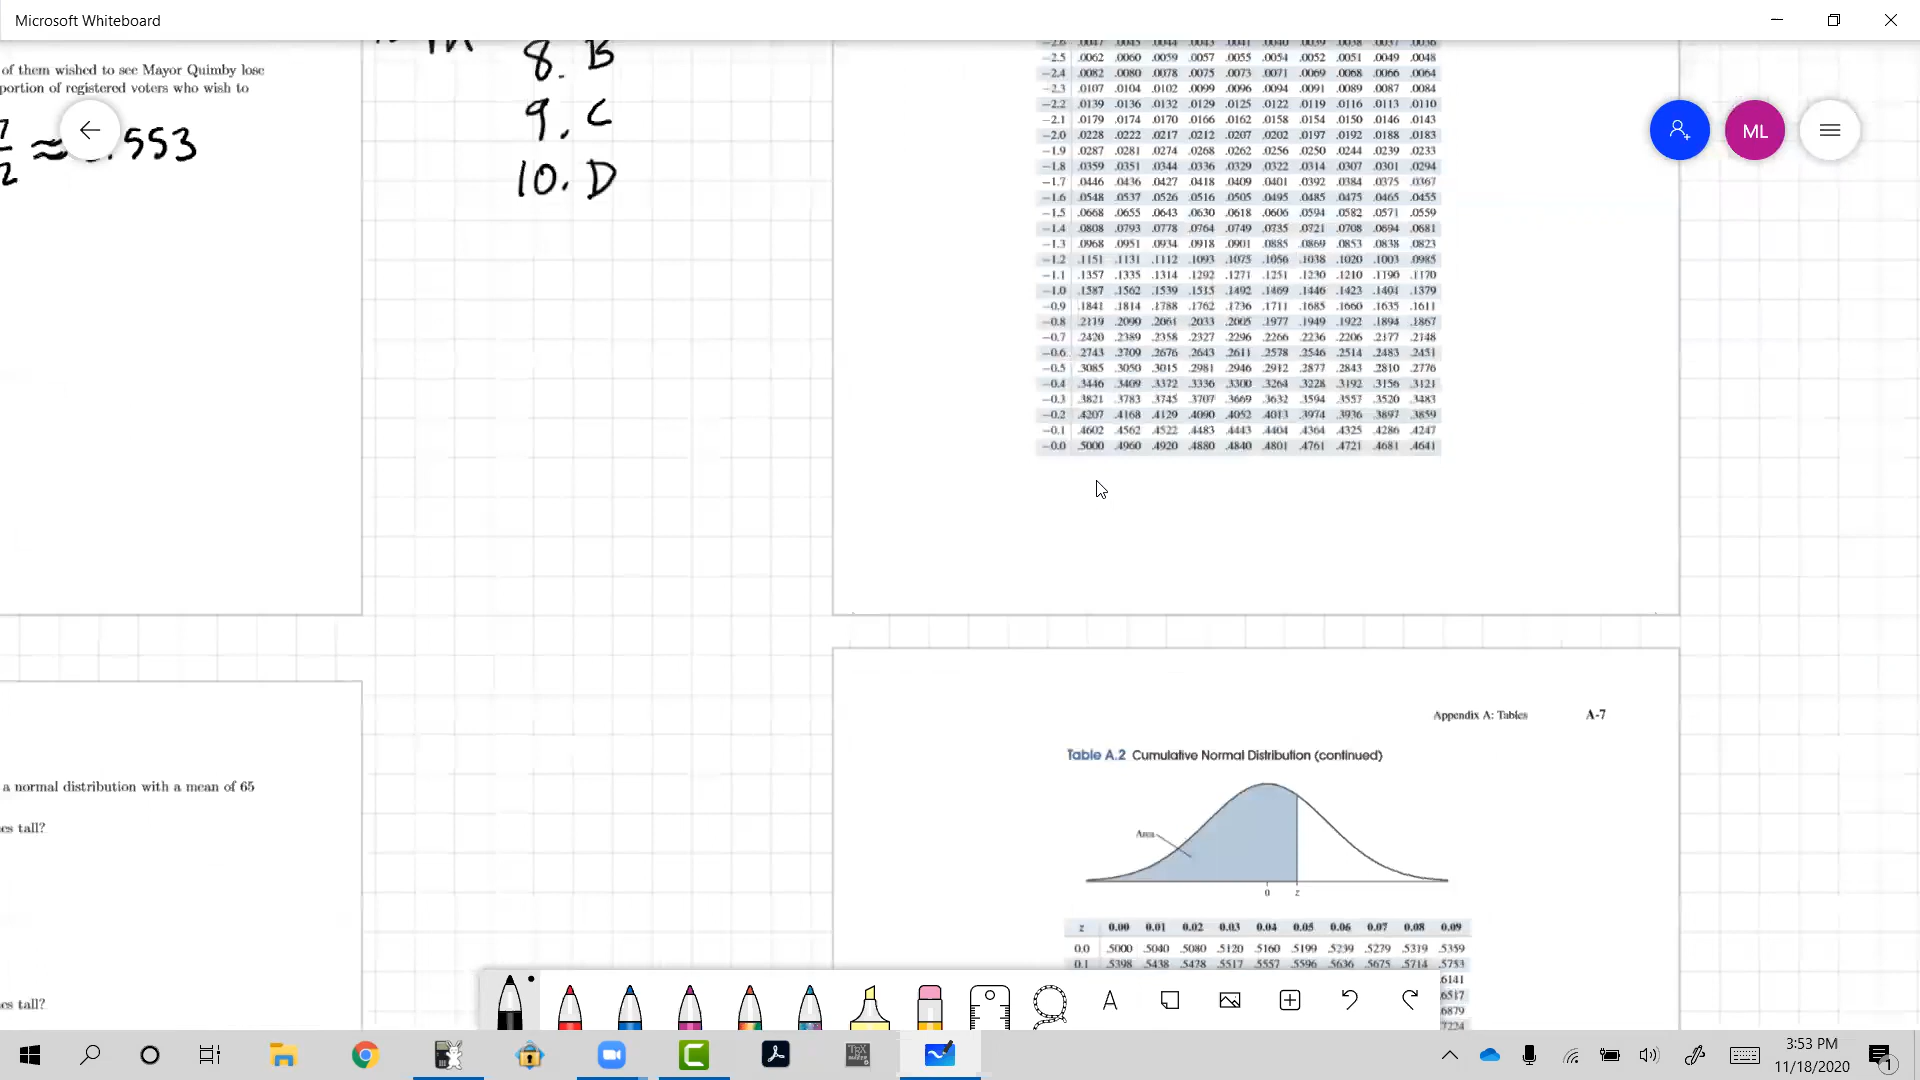 Microsoft Whiteboard
of them wished to see Mayor Quimby lose
portion of registered voters who wish to
≈ .553
8. B
9. C
10. D
−2.5 .0062 .0060 .0059 .0057 .0055 .0054 .0052 .0051 .0049 .0048
−2.4 .0082 .0080 .0078 .0075 .0073 .0071 .0069 .0068 .0066 .0064
−2.3 .0107 .0104 .0102 .0099 .0096 .0094 .0091 .0089 .0087 .0084
−2.2 .0139 .0136 .0132 .0129 .0125 .0122 .0119 .0116 .0113 .0110
−2.1 .0179 .0174 .0170 .0166 .0162 .0158 .0154 .0150 .0146 .0143
−2.0 .0228 .0222 .0217 .0212 .0207 .0202 .0197 .0192 .0188 .0183
−1.9 .0287 .0281 .0274 .0268 .0262 .0256 .0250 .0244 .0239 .0233
−1.8 .0359 .0351 .0344 .0336 .0329 .0322 .0314 .0307 .0301 .0294
−1.7 .0446 .0436 .0427 .0418 .0409 .0401 .0392 .0384 .0375 .0367
−1.6 .0548 .0537 .0526 .0516 .0505 .0495 .0485 .0475 .0465 .0455
−1.5 .0668 .0655 .0643 .0630 .0618 .0606 .0594 .0582 .0571 .0559
−1.4 .0808 .0793 .0778 .0764 .0749 .0735 .0721 .0708 .0694 .0681
−1.3 .0968 .0951 .0934 .0918 .0901 .0885 .0869 .0853 .0838 .0823
−1.2 .1151 .1131 .1112 .1093 .1075 .1056 .1038 .1020 .1003 .0985
−1.1 .1357 .1335 .1314 .1292 .1271 .1251 .1230 .1210 .1190 .1170
−1.0 .1587 .1562 .1539 .1515 .1492 .1469 .1446 .1423 .1401 .1379
−0.9 .1841 .1814 .1788 .1762 .1736 .1711 .1685 .1660 .1635 .1611
−0.8 .2119 .2090 .2061 .2033 .2005 .1977 .1949 .1922 .1894 .1867
−0.7 .2420 .2389 .2358 .2327 .2296 .2266 .2236 .2206 .2177 .2148
−0.6 .2743 .2709 .2676 .2643 .2611 .2578 .2546 .2514 .2483 .2451
−0.5 .3085 .3050 .3015 .2981 .2946 .2912 .2877 .2843 .2810 .2776
−0.4 .3446 .3409 .3372 .3336 .3300 .3264 .3228 .3192 .3156 .3121
−0.3 .3821 .3783 .3745 .3707 .3669 .3632 .3594 .3557 .3520 .3483
−0.2 .4207 .4168 .4129 .4090 .4052 .4013 .3974 .3936 .3897 .3859
−0.1 .4602 .4562 .4522 .4483 .4443 .4404 .4364 .4325 .4286 .4247
−0.0 .5000 .4960 .4920 .4880 .4840 .4801 .4761 .4721 .4681 .4641
ML
a normal distribution with a mean of 65
es tall?
es tall?
Appendix A: Tables A-7
Table A.2 Cumulative Normal Distribution (continued)
Area
0 z
z 0.00 0.01 0.02 0.03 0.04 0.05 0.06 0.07 0.08 0.09
0.0 .5000 .5040 .5080 .5120 .5160 .5199 .5239 .5279 .5319 .5359
0.1 .5398 .5438 .5478 .5517 .5557 .5596 .5636 .5675 .5714 .5753
.6141
.6517
.6879
.7224
3:53 PM
11/18/2020
1